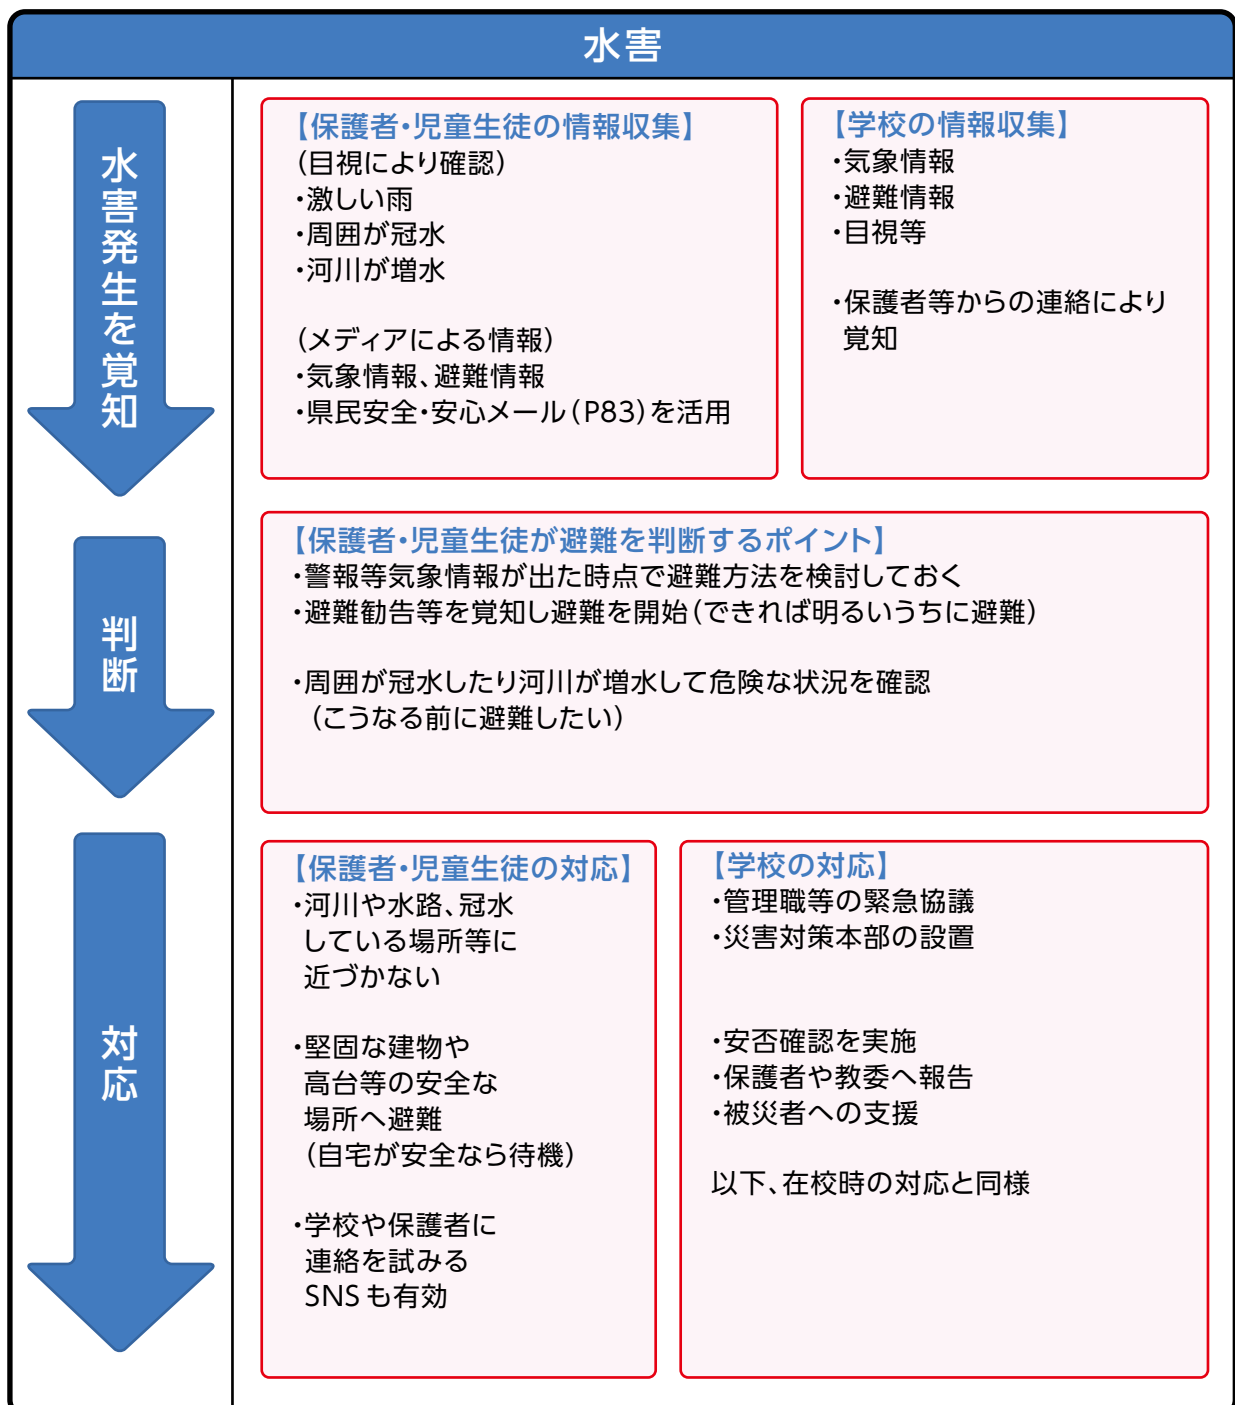 水害
水害発生を覚知
【保護者・児童生徒の情報収集】
(目視により確認)
・激しい雨
・周囲が冠水
・河川が増水
(メディアによる情報)
・気象情報、避難情報
・県民安全・安心メール(P83)を活用
【学校の情報収集】
・気象情報
・避難情報
・目視等
・保護者等からの連絡により
覚知
判断
【保護者・児童生徒が避難を判断するポイント】
・警報等気象情報が出た時点で避難方法を検討しておく
・避難勧告等を覚知し避難を開始(できれば明るいうちに避難)
・周囲が冠水したり河川が増水して危険な状況を確認
(こうなる前に避難したい)
対応
【保護者・児童生徒の対応】
・河川や水路、冠水
している場所等に
近づかない
・堅固な建物や
高台等の安全な
場所へ避難
(自宅が安全なら待機)
・学校や保護者に
連絡を試みる
SNSも有効
【学校の対応】
・管理職等の緊急協議
・災害対策本部の設置
・安否確認を実施
・保護者や教委へ報告
・被災者への支援
以下、在校時の対応と同様